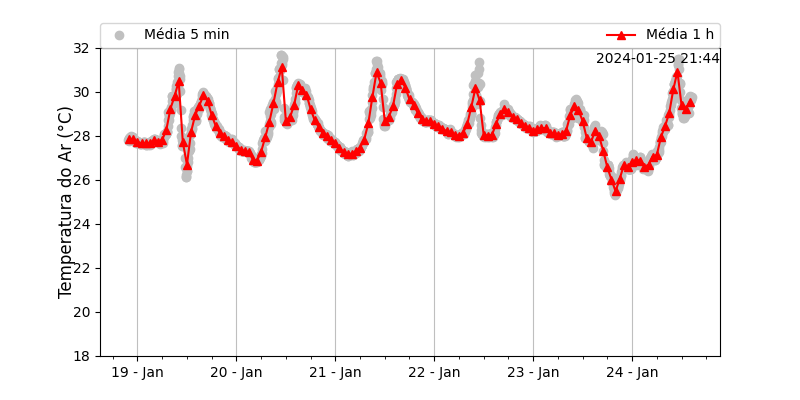 Média 5 min
Média 1 h
2024-01-25 21:44
Temperatura do Ar (°C)
32
30
28
26
24
22
20
18
19 - Jan
20 - Jan
21 - Jan
22 - Jan
23 - Jan
24 - Jan